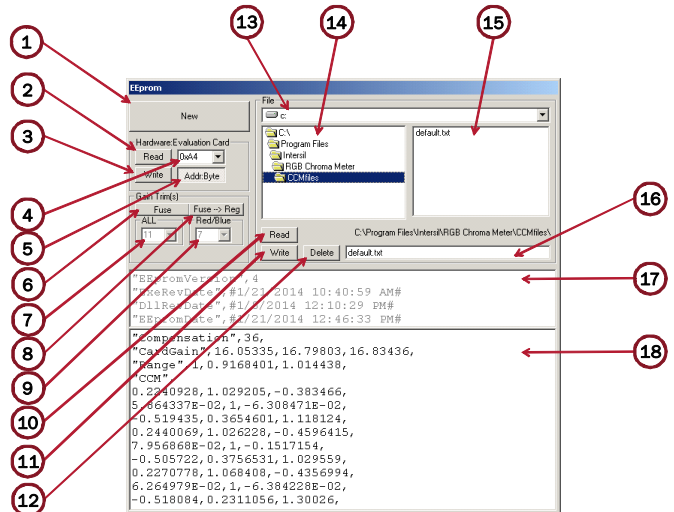 1
2
3
4
5
6
7
8
9
10
11
12
13
14
15
16
17
18
EEprom
New
Hardware:Evaluation Card
Read 0xA4
Write Addr:Byte
Gain Trim(s)
Fuse Fuse --> Reg
ALL Red/Blue
11 7
File
c:
C:\
Program Files
Intersil
RGB Chroma Meter
CCMfiles
default.txt
Read C:\Program Files\Intersil\RGB Chroma Meter\CCMfiles\
Write Delete default.txt
"EEpromVersion",4
"ExeRevDate",#1/21/2014 10:40:59 AM#
"DllRevDate",#1/8/2014 12:10:29 PM#
"EEpromDate",#1/21/2014 12:46:33 PM#
"Compensation",36,
"CardGain",16.05335,16.79803,16.83436,
"Range",1,0.9168401,1.014438,
"CCM"
0.2240928,1.029205,-0.383466,
5.864337E-02,1,-6.308471E-02,
-0.519435,0.3654601,1.118124,
0.2440069,1.026228,-0.4596415,
7.956868E-02,1,-0.1517154,
-0.505722,0.3756531,1.029559,
0.2270778,1.068408,-0.4356994,
6.264979E-02,1,-6.384228E-02,
-0.518084,0.2311056,1.30026,